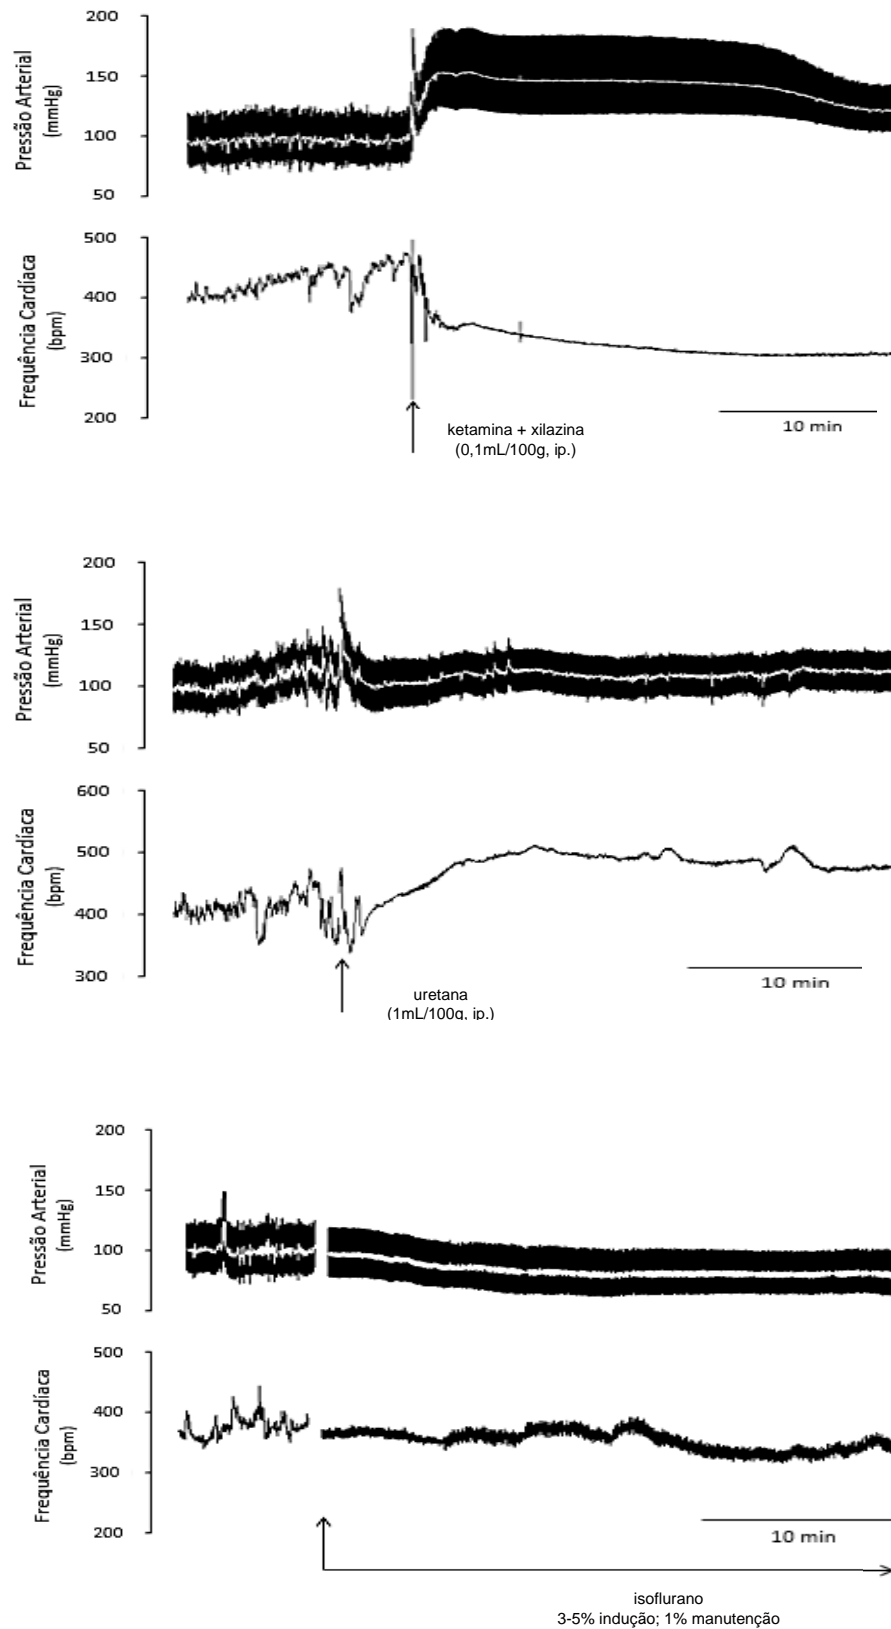 200
150
100
50
Pressão Arterial
(mmHg)
500
400
300
200
Frequência Cardíaca
(bpm)
10 min
ketamina + xilazina
(0,1mL/100g, ip.)
200
150
100
50
Pressão Arterial
(mmHg)
600
500
400
300
Frequência Cardíaca
(bpm)
10 min
uretana
(1mL/100g, ip.)
200
150
100
50
Pressão Arterial
(mmHg)
500
400
300
200
Frequência Cardíaca
(bpm)
10 min
isoflurano
3-5% indução; 1% manutenção